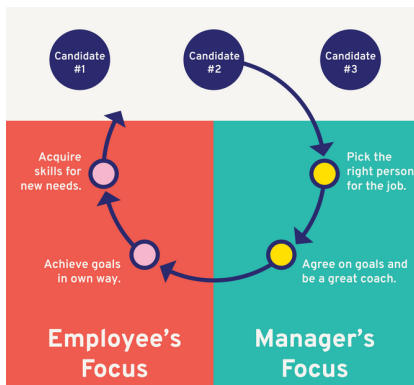 Candidate
#1
Candidate
#2
Candidate
#3
Acquire
skills for
new needs.
Pick the
right person
for the job.
Achieve goals
in own way.
Agree on goals and
be a great coach.
Employee's
Focus
Manager's
Focus